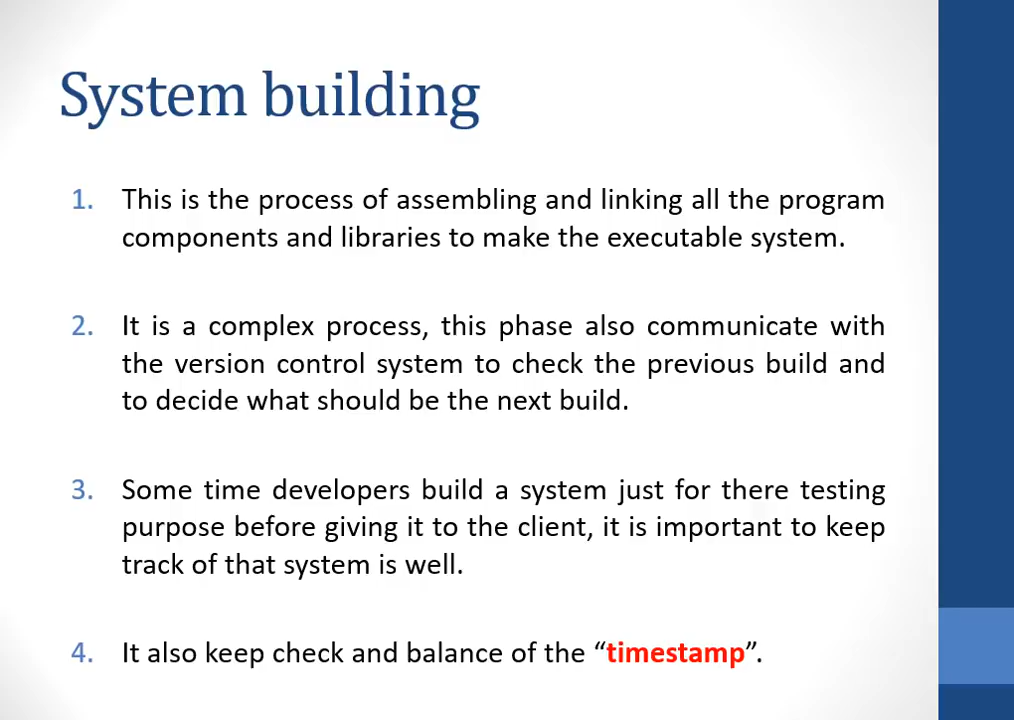 System building
1. This is the process of assembling and linking all the program
components and libraries to make the executable system.
2. It is a complex process, this phase also communicate with
the version control system to check the previous build and
to decide what should be the next build.
3. Some time developers build a system just for there testing
purpose before giving it to the client, it is important to keep
track of that system is well.
4. It also keep check and balance of the “timestamp”.